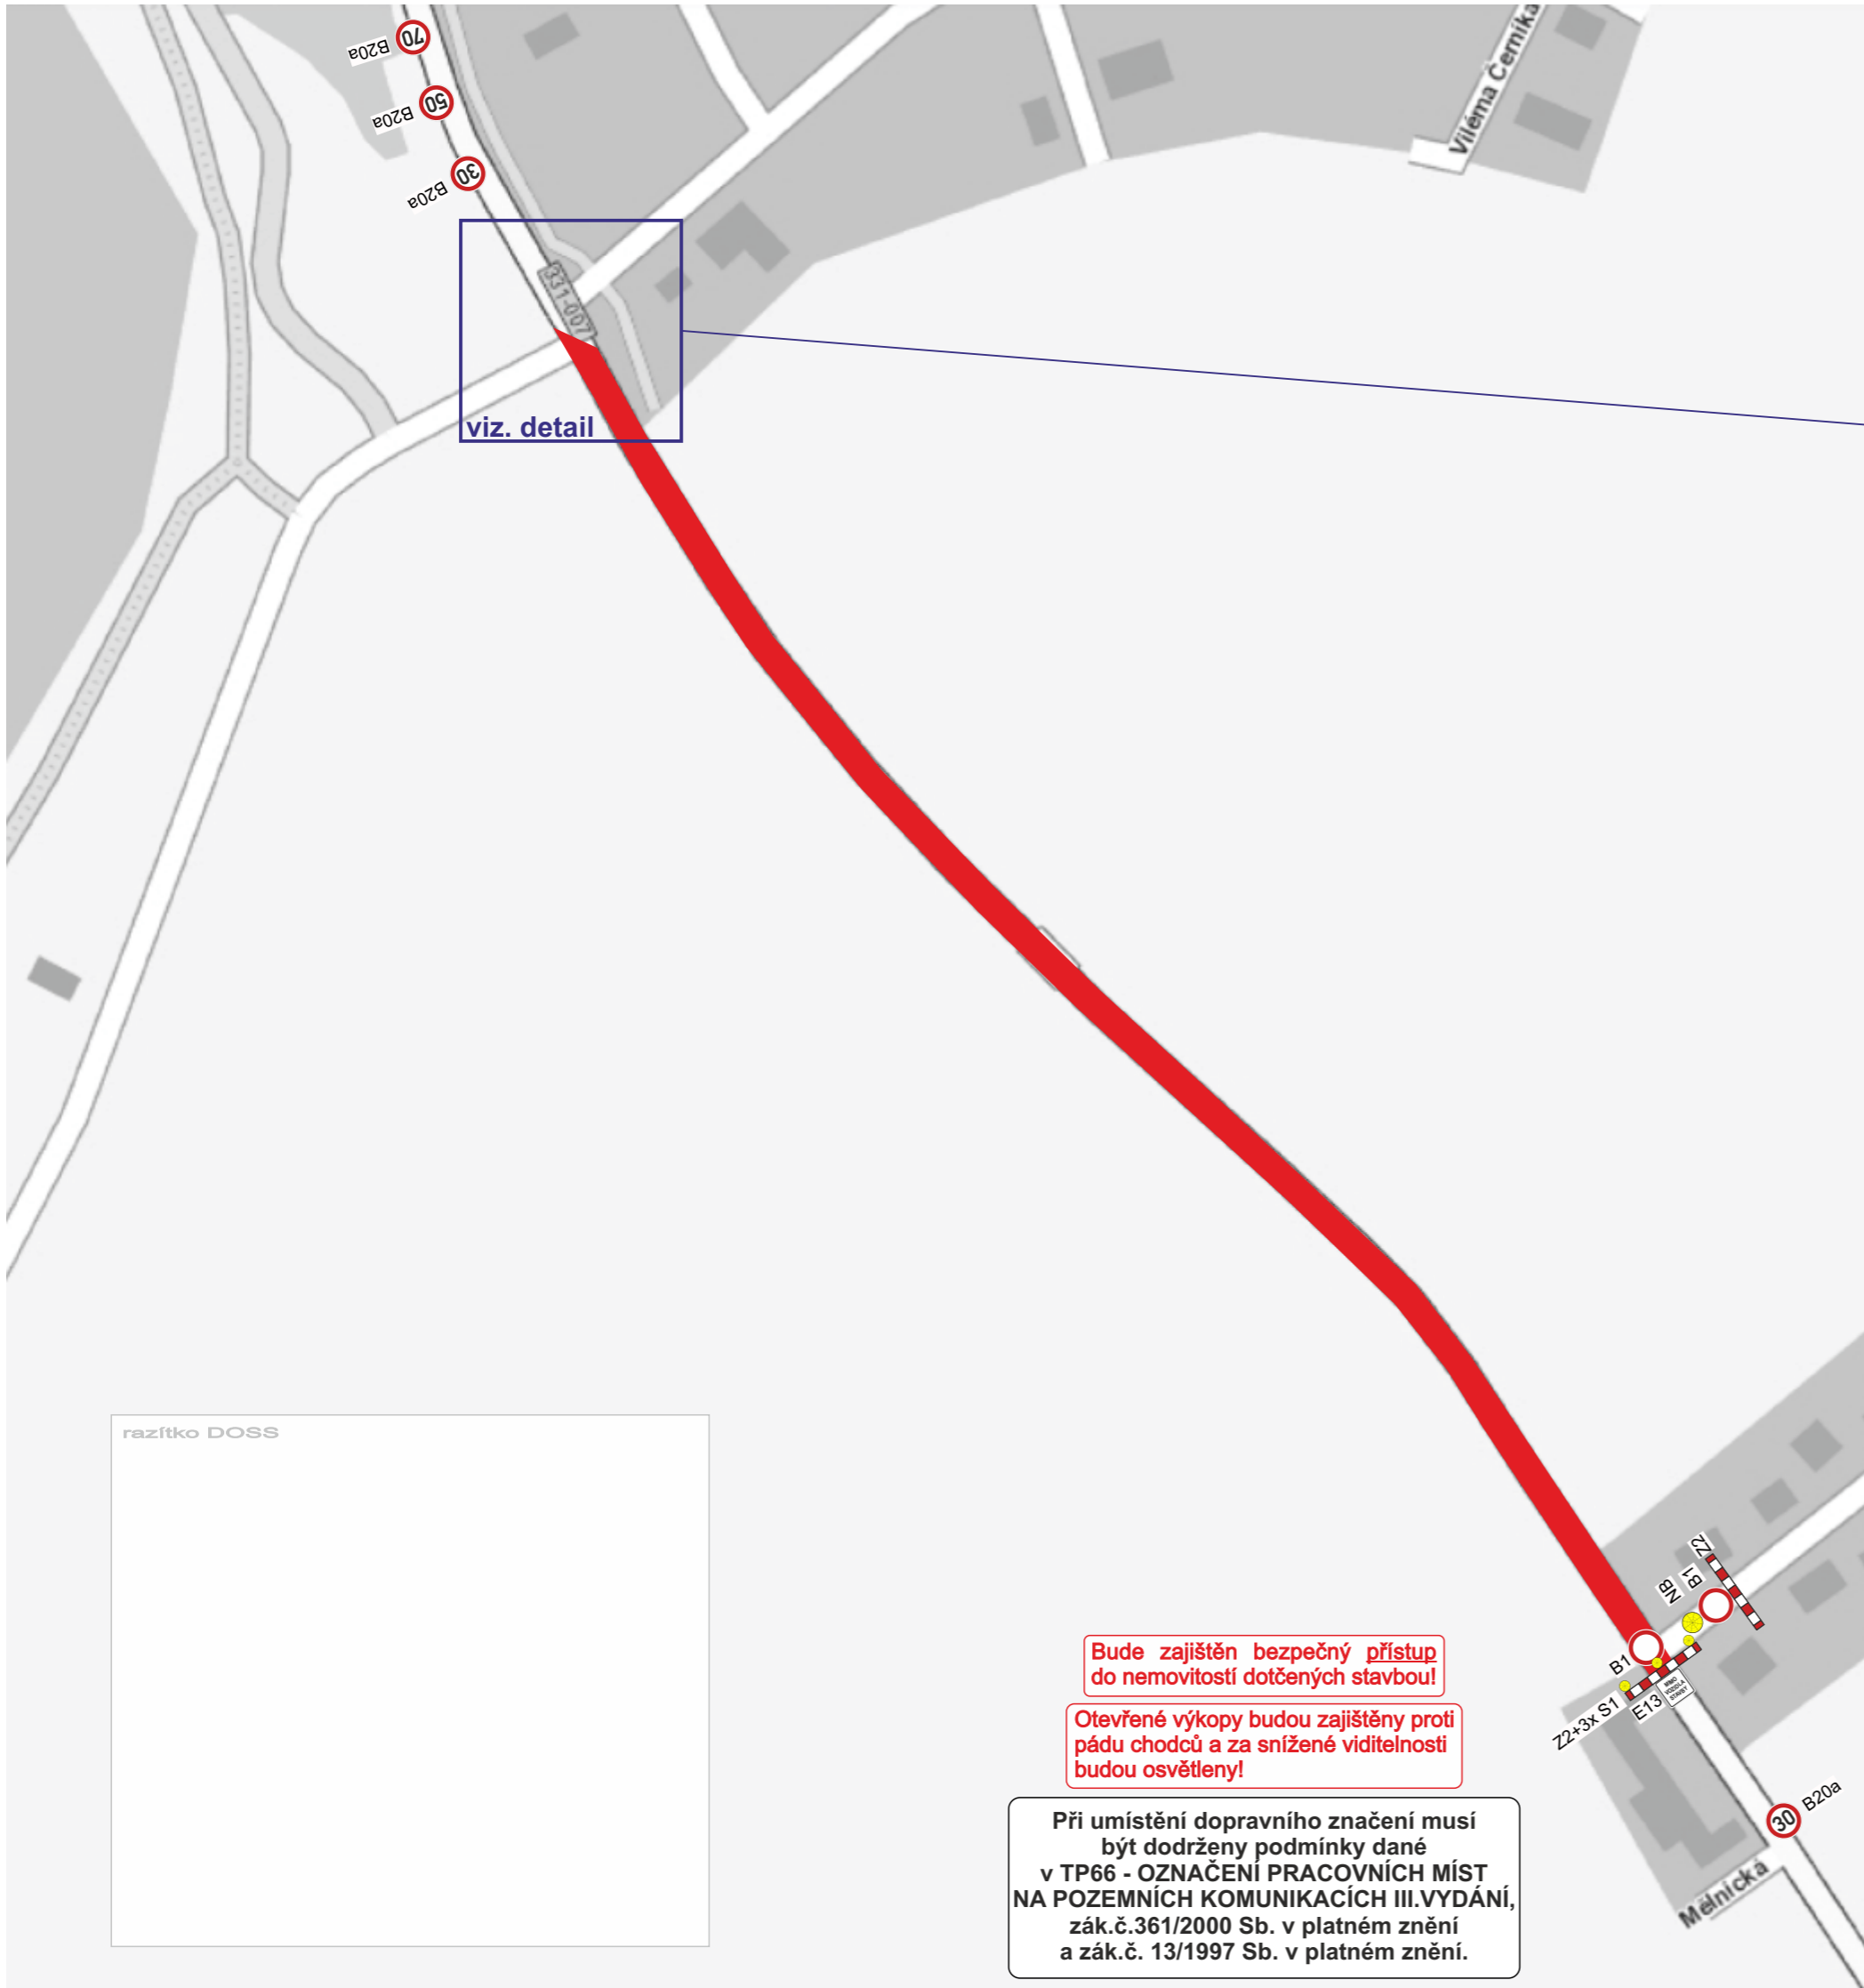 70
B20a
50
B20a
30
B20a
Viléma Černíka
331-007
viz. detail
razítko DOSS
Z2
B1
NB
B1
Z2+3x S1
E13
MIMO
VOZIDLA
STAVBY
Bude zajištěn bezpečný přístup
do nemovitostí dotčených stavbou!
Otevřené výkopy budou zajištěny proti
pádu chodců a za snížené viditelnosti
budou osvětleny!
30
B20a
Mělnická
Při umístění dopravního značení musí
být dodrženy podmínky dané
v TP66 - OZNAČENÍ PRACOVNÍCH MÍST
NA POZEMNÍCH KOMUNIKACÍCH III.VYDÁNÍ,
zák.č.361/2000 Sb. v platném znění
a zák.č. 13/1997 Sb. v platném znění.